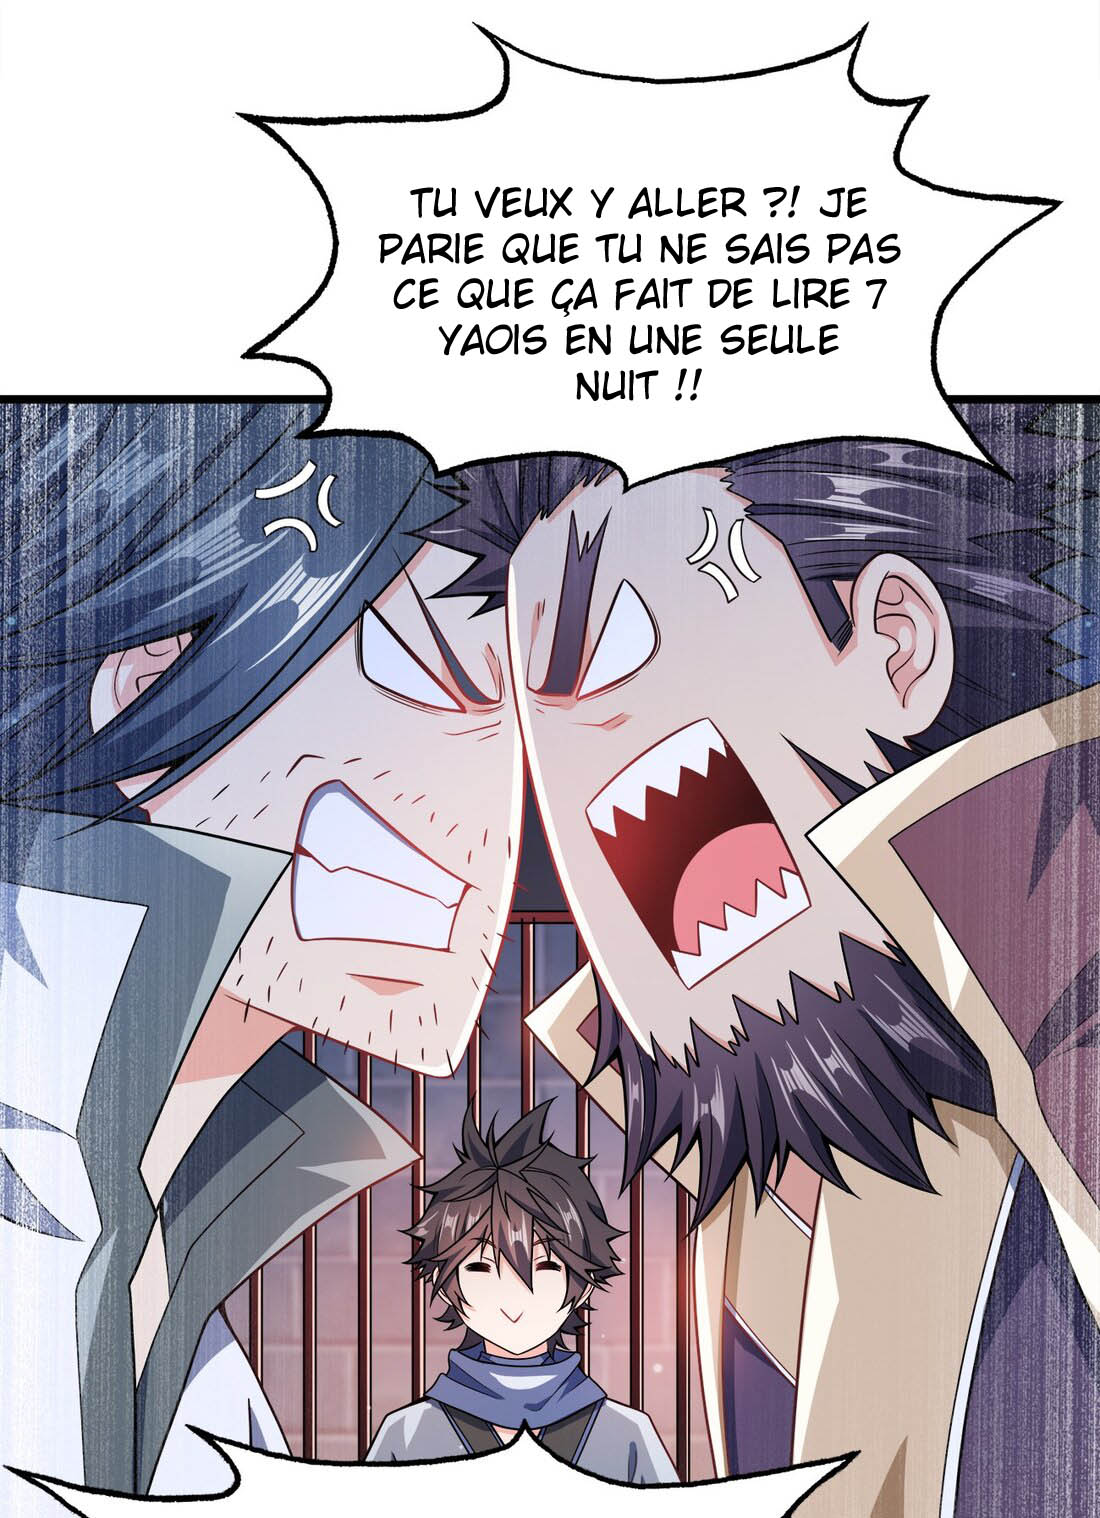 TU VEUX Y ALLER ?! JE
PARIE QUE TU NE SAIS PAS
CE QUE ÇA FAIT DE LIRE 7
YAOIS EN UNE SEULE
NUIT !!